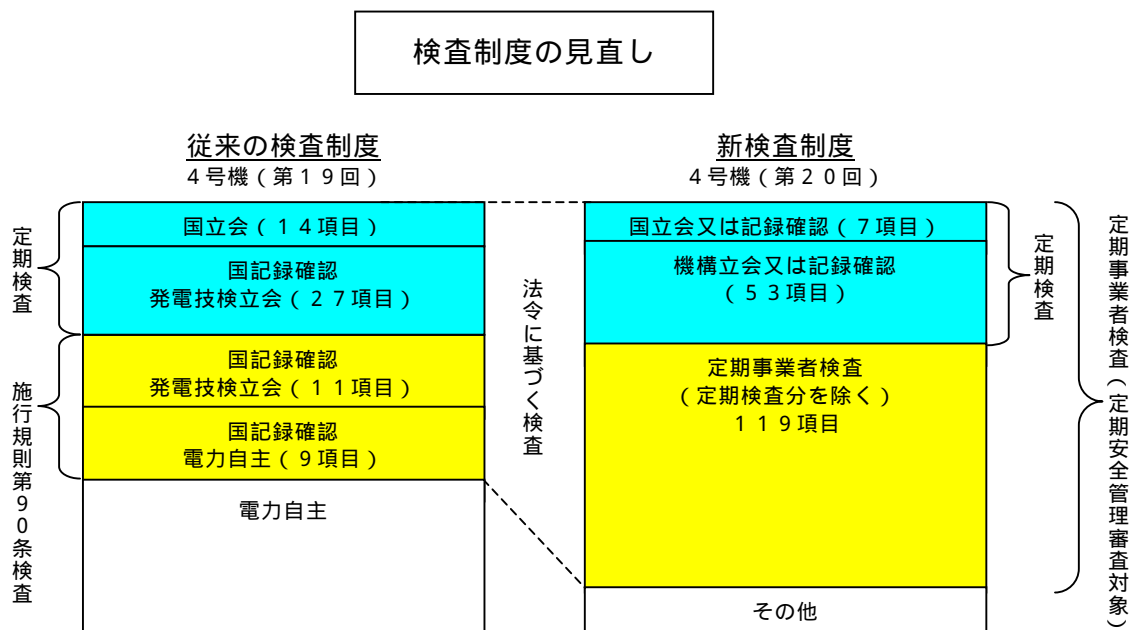 検査制度の見直し
従来の検査制度
4号機(第19回)
定期検査
国立会(14項目)
国記録確認
発電技検立会(27項目)
施行規則第90条検査
国記録確認
発電技検立会(11項目)
国記録確認
電力自主(9項目)
電力自主
法令に基づく検査
新検査制度
4号機(第20回)
国立会又は記録確認(7項目)
機構立会又は記録確認
(53項目)
定期検査
定期事業者検査
(定期検査分を除く)
119項目
その他
定期事業者検査(定期安全管理審査対象)